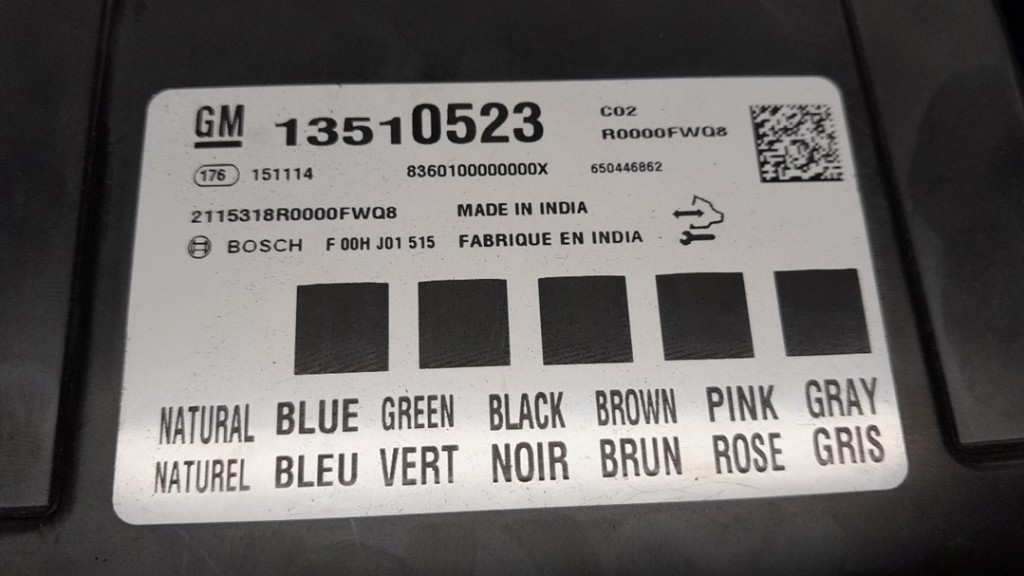 GM 13510523 C02
R0000FWQ8
176 151114 8360100000000X 650446862
2115318R0000FWQ8 MADE IN INDIA
BOSCH F 00H J01 515 FABRIQUE EN INDIA
NATURAL BLUE GREEN BLACK BROWN PINK GRAY
NATUREL BLEU VERT NOIR BRUN ROSE GRIS